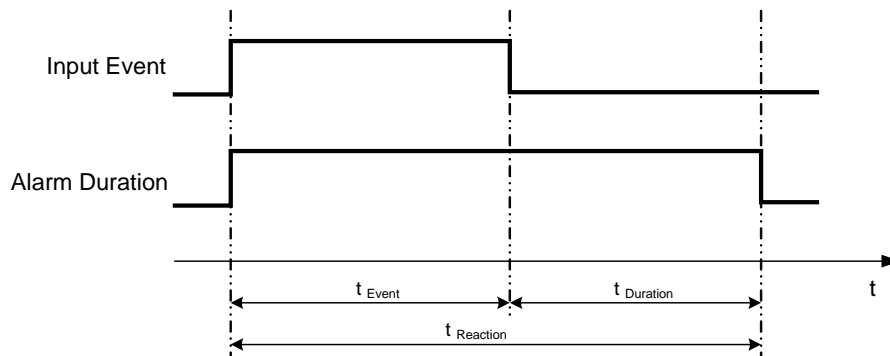 Input Event
Alarm Duration
t Event
t Duration
t
t Reaction